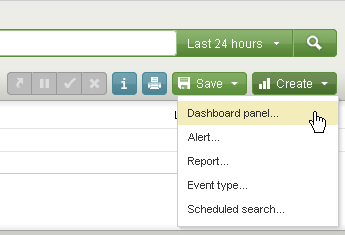 Last 24 hours
Save
Create
Dashboard panel...
Alert...
Report...
Event type...
Scheduled search...